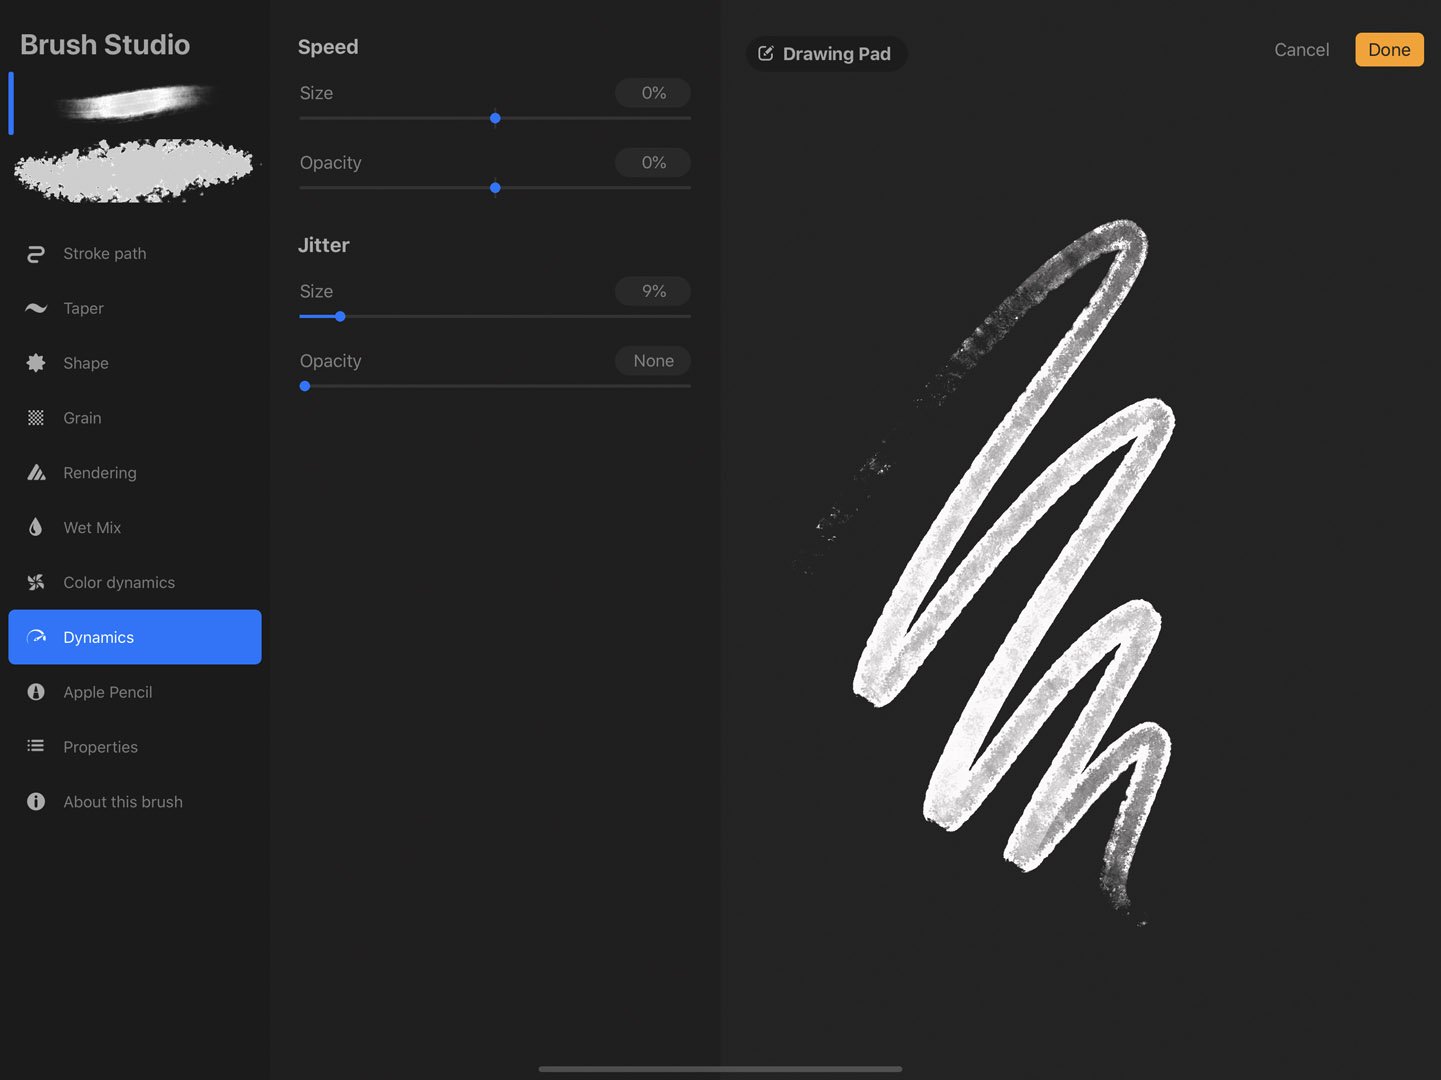 Brush Studio
Stroke path
Taper
Shape
Grain
Rendering
Wet Mix
Color dynamics
Dynamics
Apple Pencil
Properties
About this brush
Speed
Size 0%
Opacity 0%
Jitter
Size 9%
Opacity None
Drawing Pad
Cancel
Done